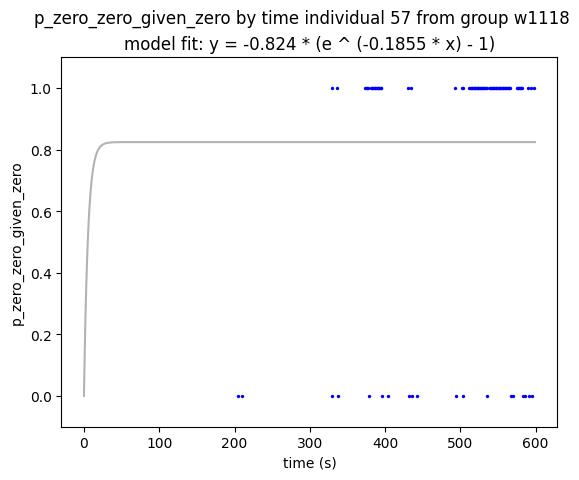 p_zero_zero_given_zero by time individual 57 from group w1118
model fit: y = -0.824 * (e ^ (-0.1855 * x) - 1)
p_zero_zero_given_zero
1.0
0.8
0.6
0.4
0.2
0.0
0 100 200 300 400 500 600
time (s)